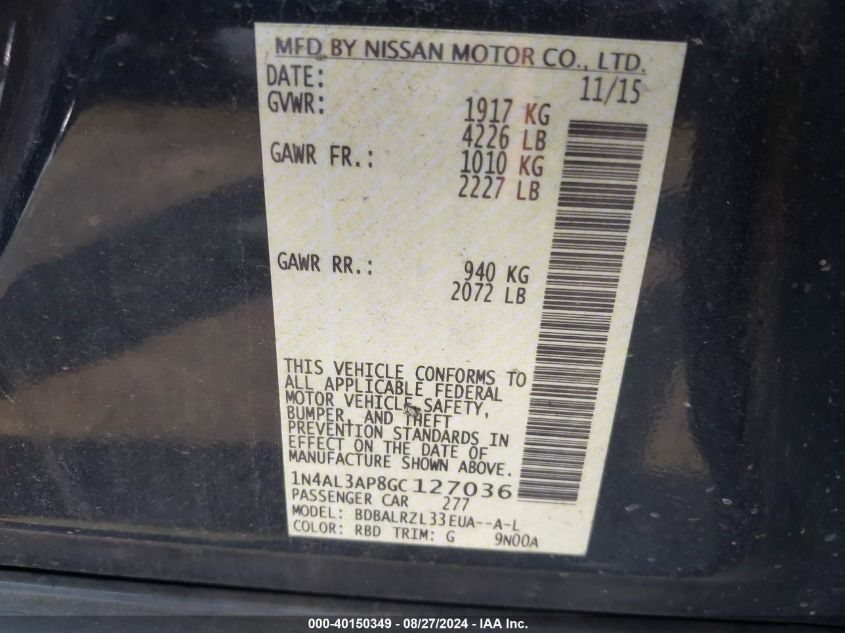 MFD BY NISSAN MOTOR CO., LTD.
DATE: 11/15
GVWR: 1917 KG
4226 LB
GAWR FR.: 1010 KG
2227 LB
GAWR RR.: 940 KG
2072 LB
THIS VEHICLE CONFORMS TO
ALL APPLICABLE FEDERAL
MOTOR VEHICLE SAFETY,
BUMPER, AND THEFT
PREVENTION STANDARDS IN
EFFECT ON THE DATE OF
MANUFACTURE SHOWN ABOVE.
1N4AL3AP8GC127036
PASSENGER CAR 277
MODEL: BDBALRZL33EUA--A-L
COLOR: RBD TRIM: G 9N00A
000-40150349 — 08/27/2024 — IAA Inc.